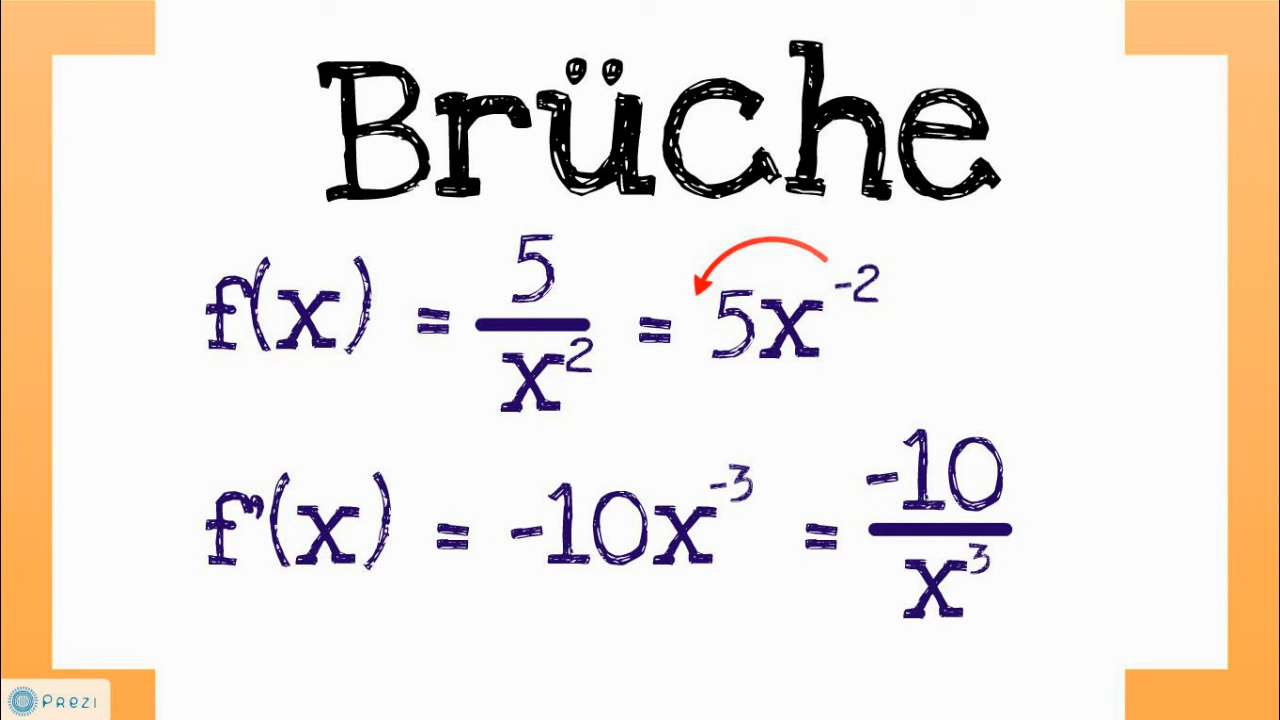 Brüche
f(x) = 5/x² = 5x⁻²
f'(x) = -10x⁻³ = -10/x³
Prezi